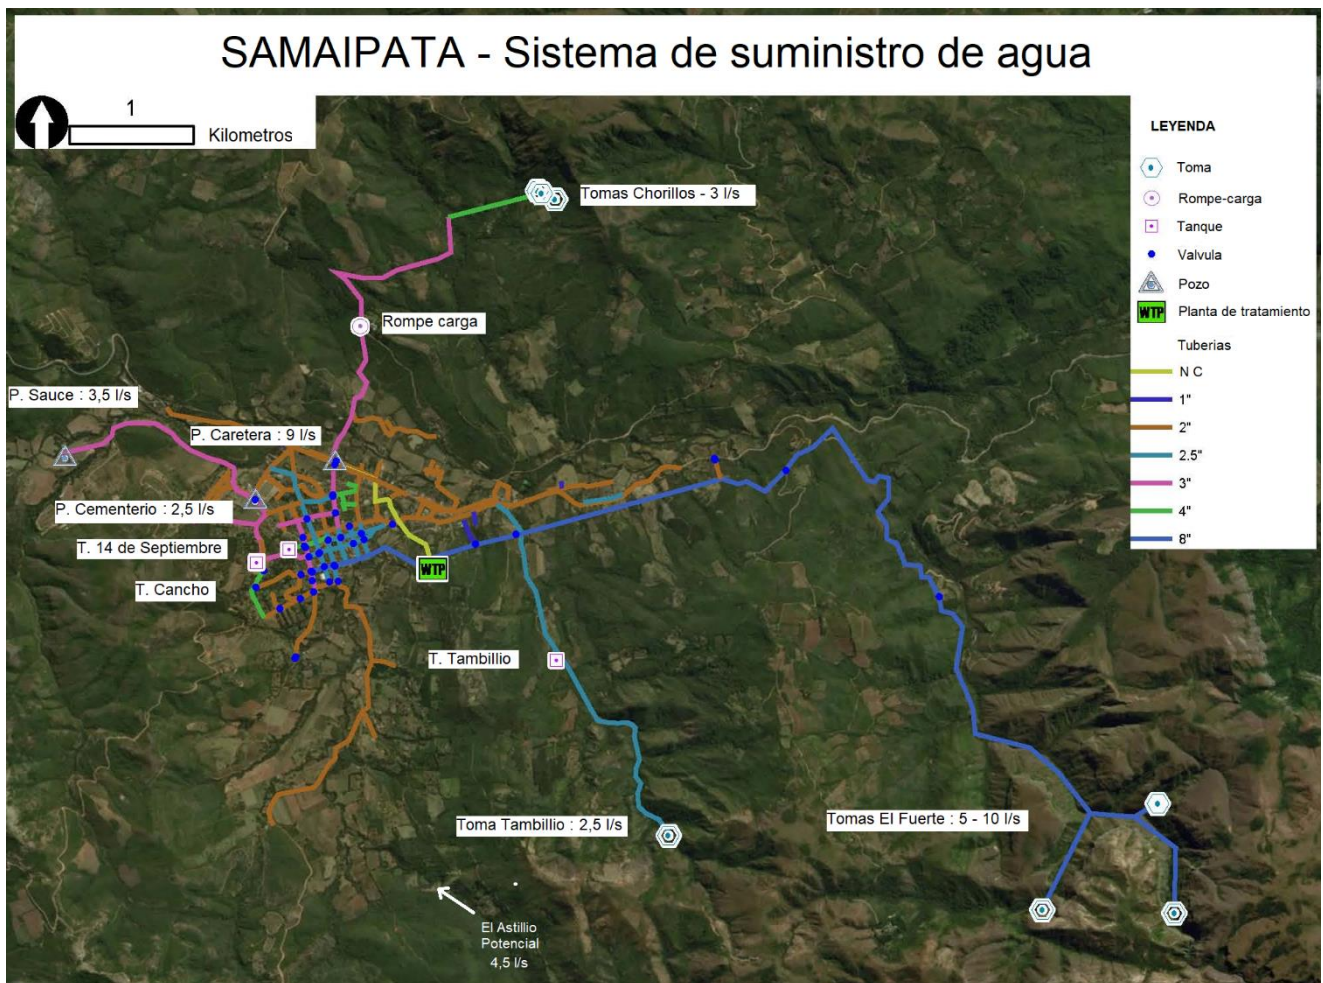 SAMAIPATA - Sistema de suministro de agua
1
Kilometros
LEYENDA
Toma
Rompe-carga
Tanque
Valvula
Pozo
WTP
Planta de tratamiento
Tuberias
N C
1"
2"
2.5"
3"
4"
8"
Tomas Chorillos - 3 l/s
Rompe carga
P. Sauce : 3,5 l/s
P. Caretera : 9 l/s
P. Cementerio : 2,5 l/s
T. 14 de Septiembre
T. Cancho
WTP
T. Tambillio
Toma Tambillio : 2,5 l/s
Tomas El Fuerte : 5 - 10 l/s
El Astillio
Potencial
4,5 l/s